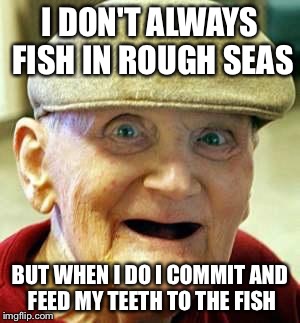 I DON'T ALWAYS
FISH IN ROUGH SEAS
BUT WHEN I DO I COMMIT AND
FEED MY TEETH TO THE FISH
imgflip.com